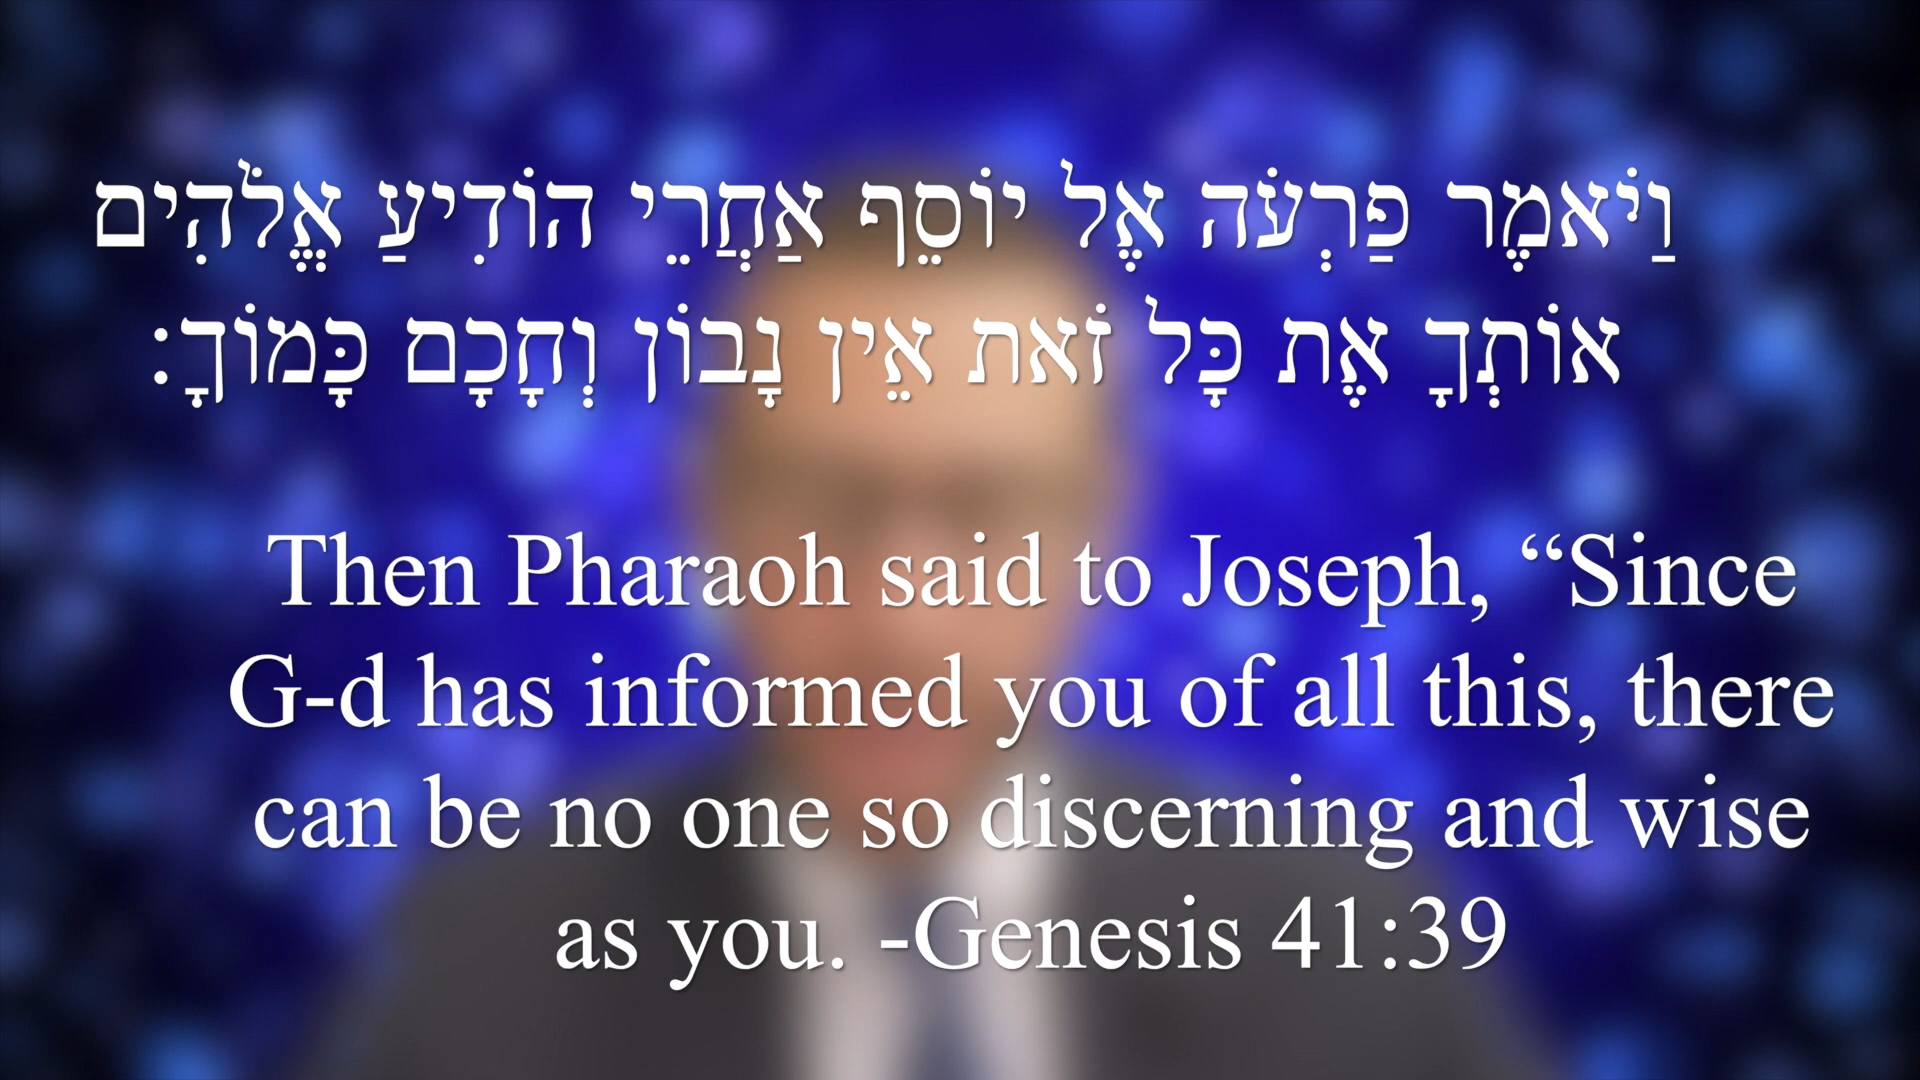 וַיֹּאמֶר פַּרְעֹה אֶל יוֹסֵף אַחֲרֵי הוֹדִיעַ אֱלֹהִים
אוֹתְךָ אֶת כָּל זֹאת אֵין נָבוֹן וְחָכָם כָּמוֹךָ:
Then Pharaoh said to Joseph, “Since
G-d has informed you of all this, there
can be no one so discerning and wise
as you. -Genesis 41:39